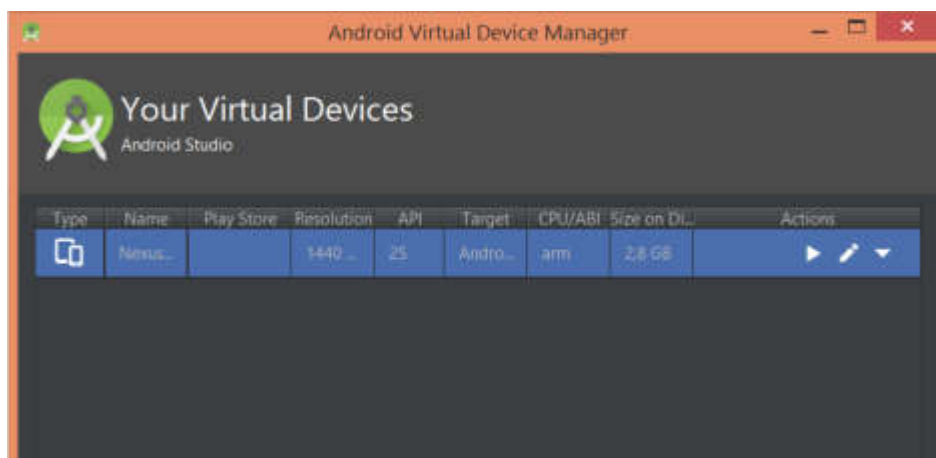 Android Virtual Device Manager
Your Virtual Devices
Android Studio
Type Name Play Store Resolution API Target CPU/ABI Size on Di... Actions
Nexus... 1440 ... 25 Andro... arm 2,8 GB